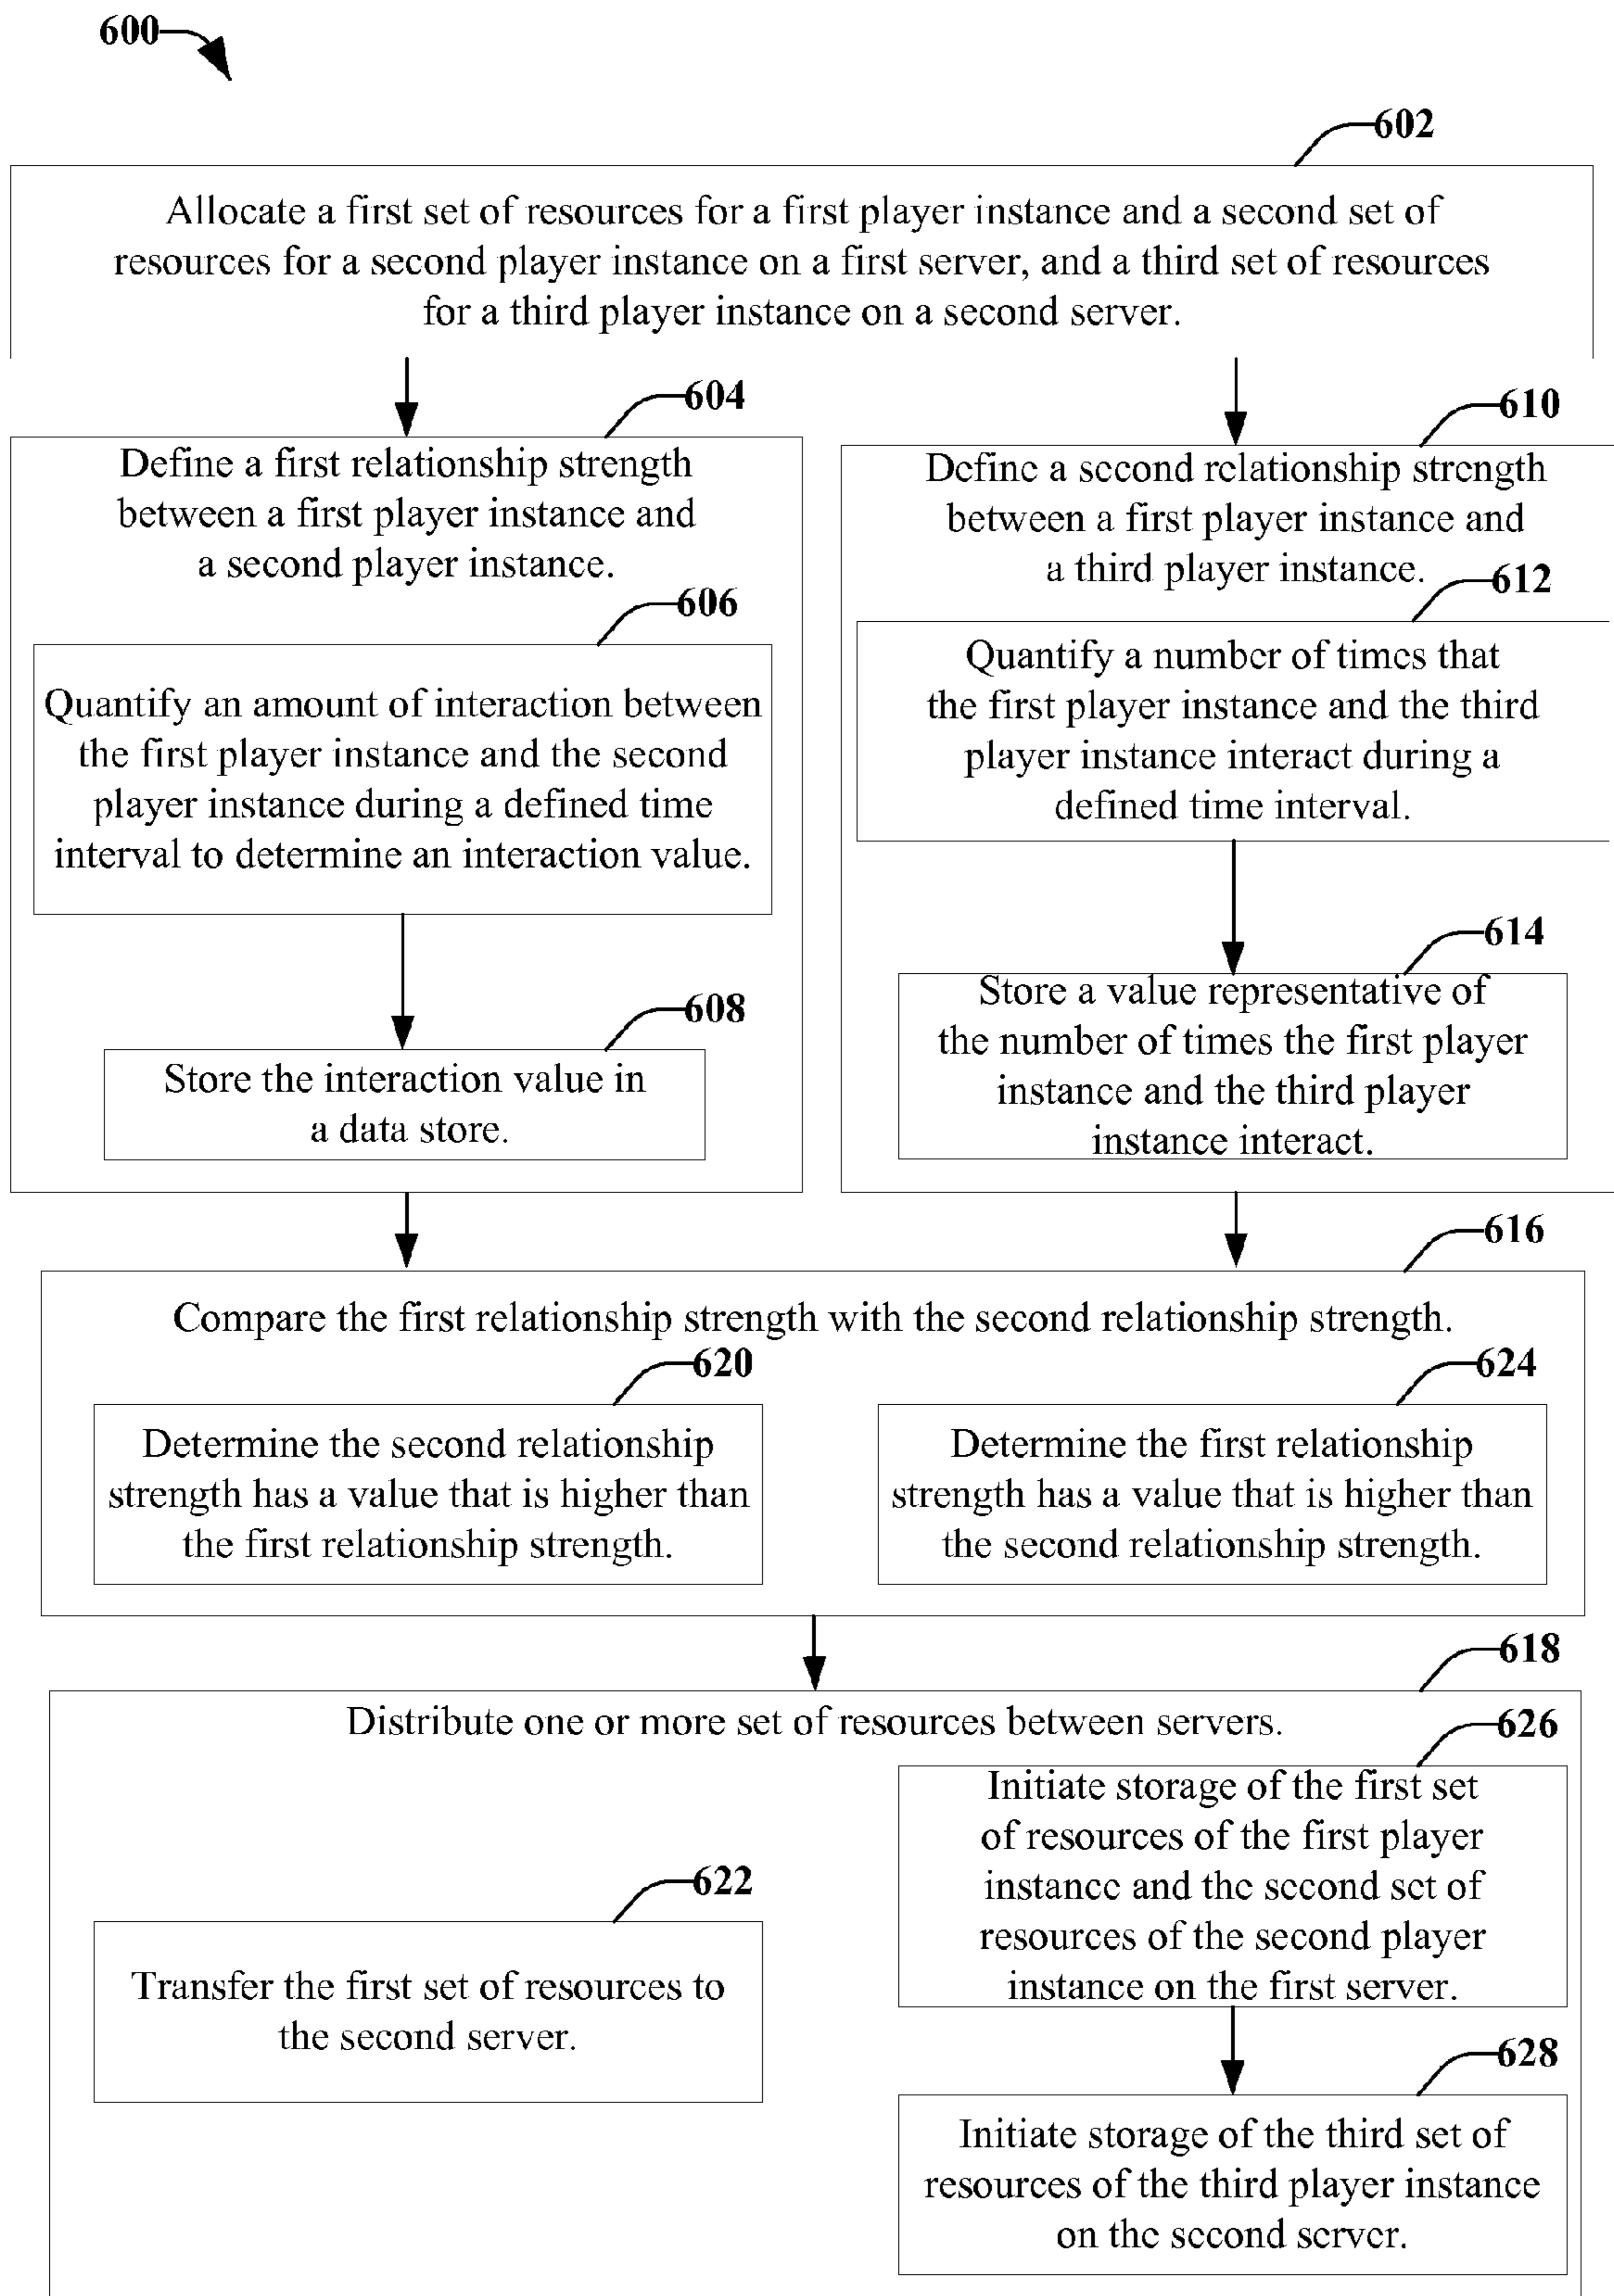 600
602
Allocate a first set of resources for a first player instance and a second set of
resources for a second player instance on a first server, and a third set of resources
for a third player instance on a second server.
604
Define a first relationship strength
between a first player instance and
a second player instance.
606
Quantify an amount of interaction between
the first player instance and the second
player instance during a defined time
interval to determine an interaction value.
608
Store the interaction value in
a data store.
610
Define a second relationship strength
between a first player instance and
a third player instance.
612
Quantify a number of times that
the first player instance and the third
player instance interact during a
defined time interval.
614
Store a value representative of
the number of times the first player
instance and the third player
instance interact.
616
Compare the first relationship strength with the second relationship strength.
620
Determine the second relationship
strength has a value that is higher than
the first relationship strength.
624
Determine the first relationship
strength has a value that is higher than
the second relationship strength.
618
Distribute one or more set of resources between servers.
622
Transfer the first set of resources to
the second server.
626
Initiate storage of the first set
of resources of the first player
instance and the second set of
resources of the second player
instance on the first server.
628
Initiate storage of the third set of
resources of the third player instance
on the second server.